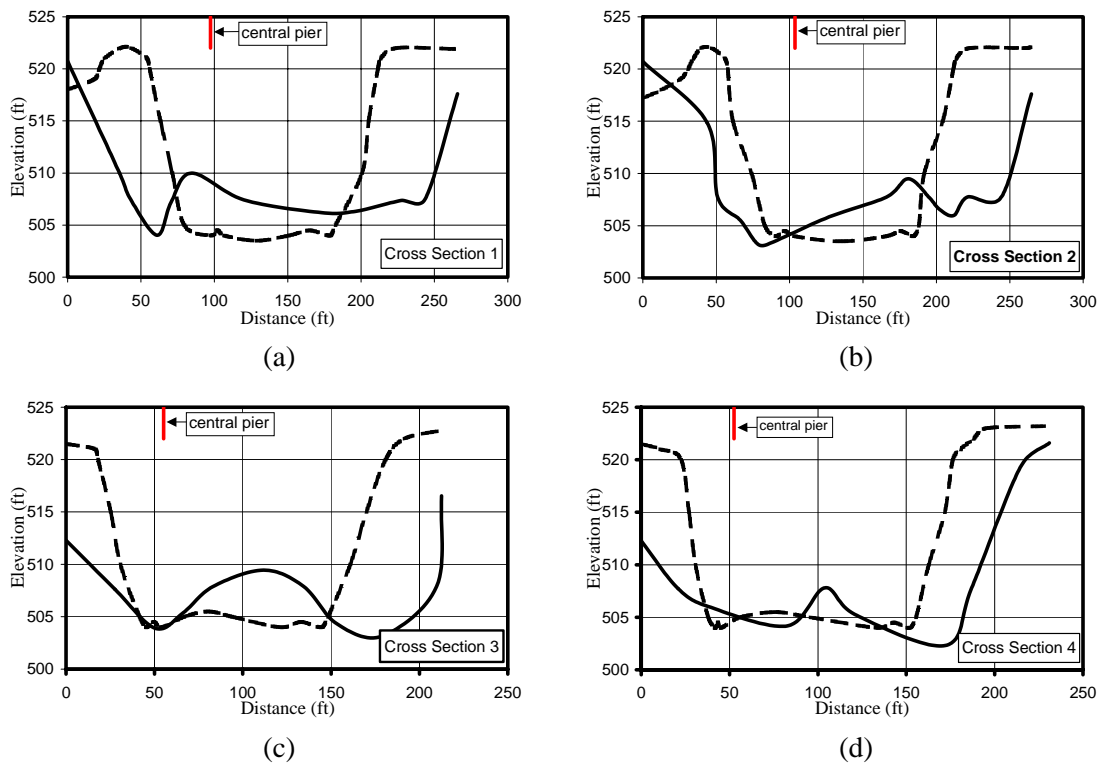 525
520
515
510
505
500
Elevation (ft)
0 50 100 150 200 250 300
Distance (ft)
central pier
Cross Section 1
(a)
525
520
515
510
505
500
Elevation (ft)
0 50 100 150 200 250 300
Distance (ft)
central pier
Cross Section 2
(b)
525
520
515
510
505
500
Elevation (ft)
0 50 100 150 200 250
Distance (ft)
central pier
Cross Section 3
(c)
525
520
515
510
505
500
Elevation (ft)
0 50 100 150 200 250
Distance (ft)
central pier
Cross Section 4
(d)